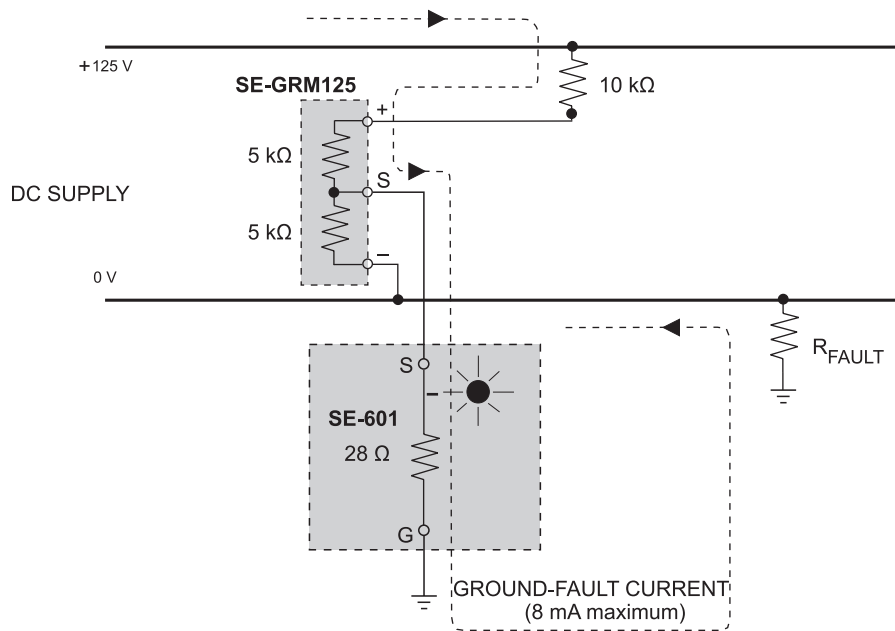 +125 V
SE-GRM125
10 kΩ
+
5 kΩ
S
DC SUPPLY
5 kΩ
–
0 V
S
–
R FAULT
SE-601
28 Ω
G
GROUND-FAULT CURRENT
(8 mA maximum)